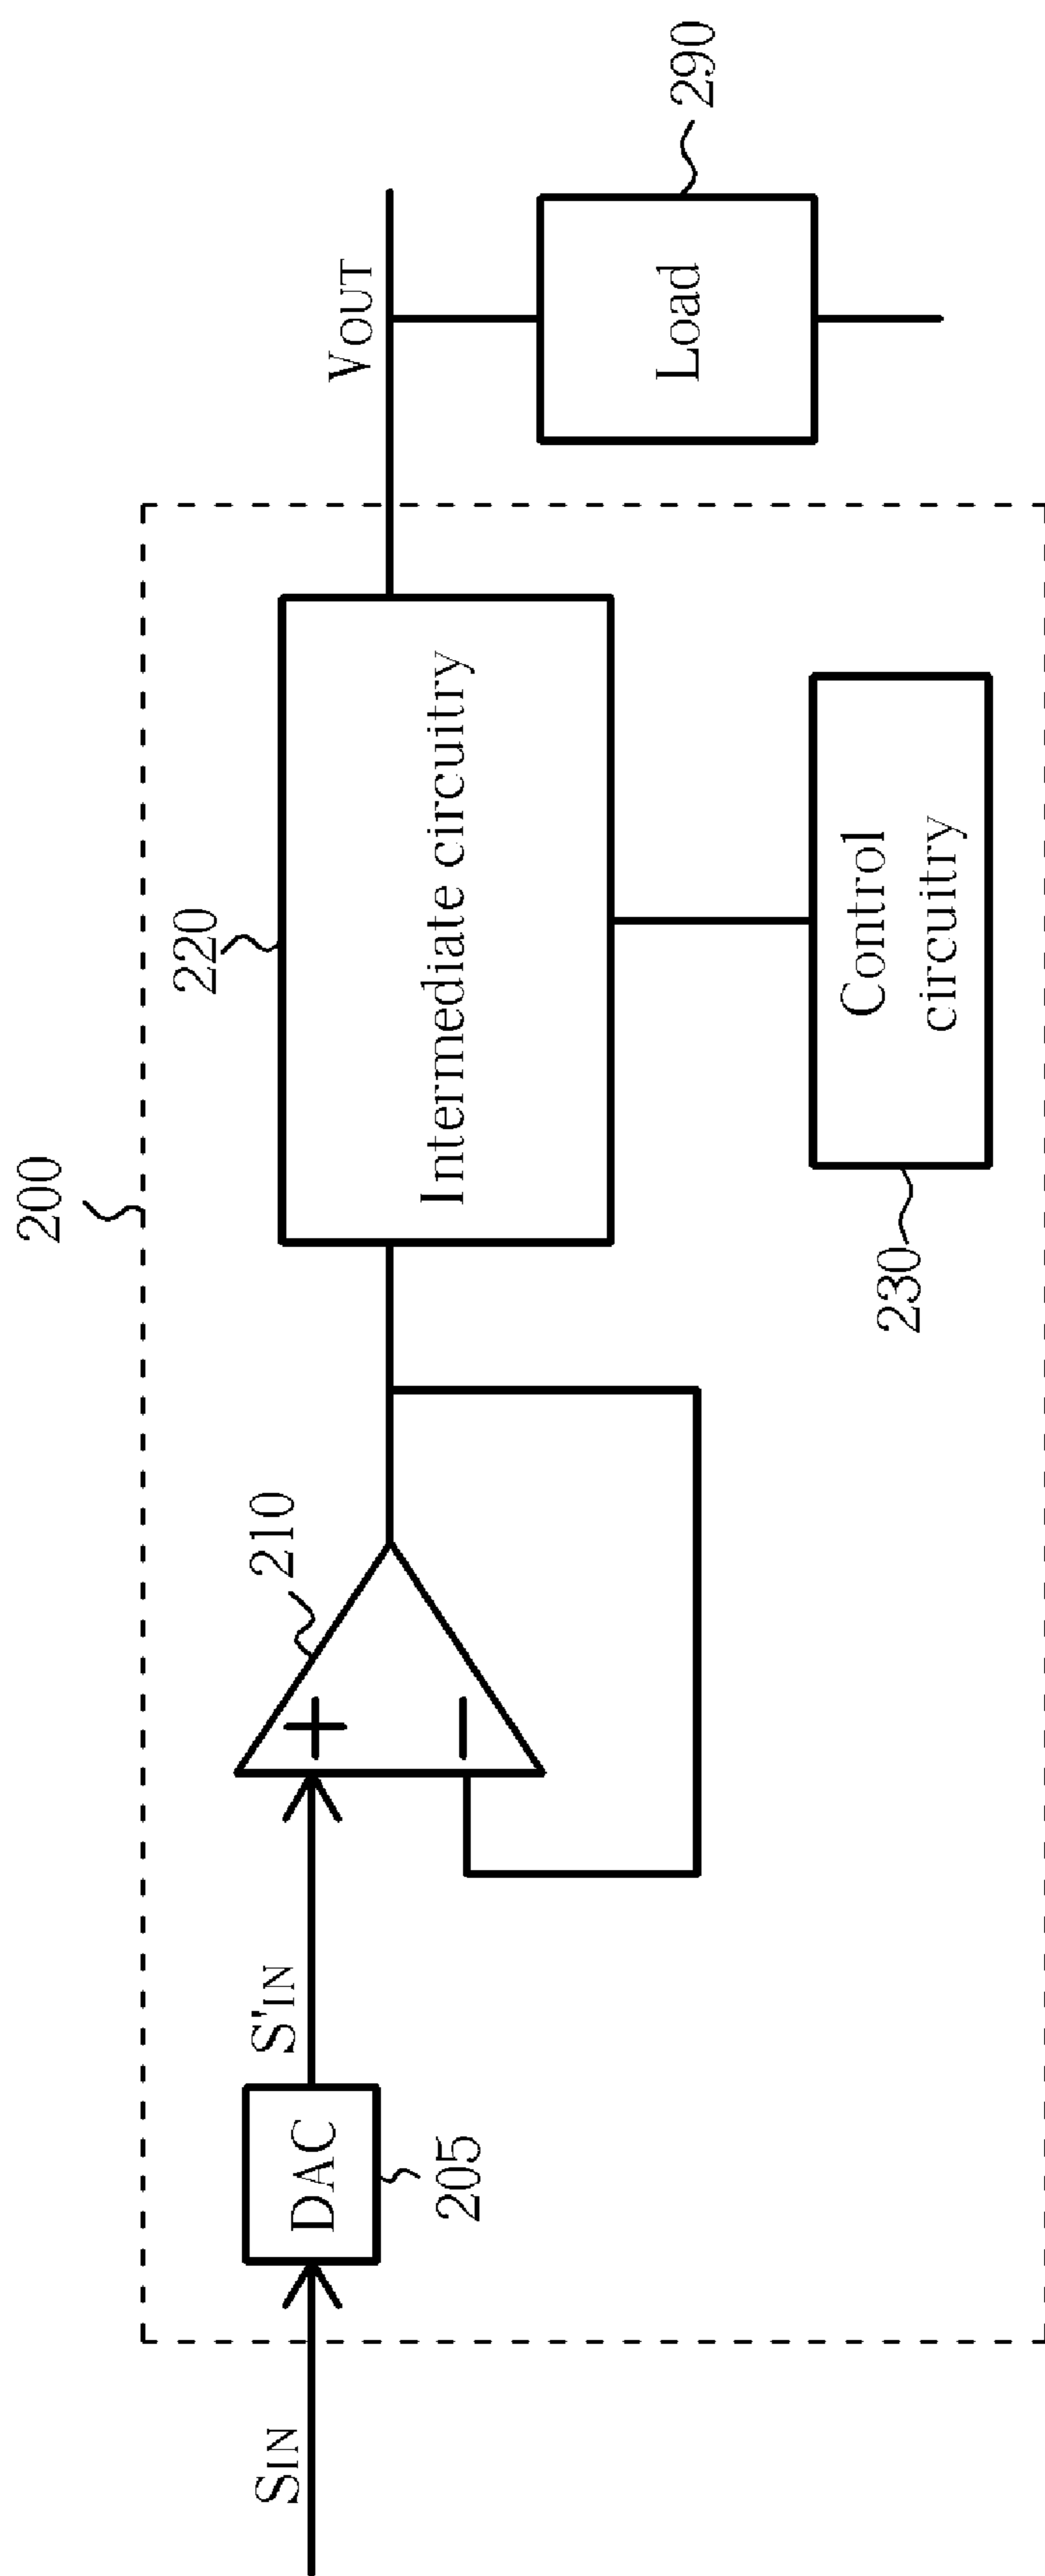 200
220
VOUT
210
S'IN
SIN
+
−
DAC
205
Intermediate circuitry
Load
290
Control
circuitry
230